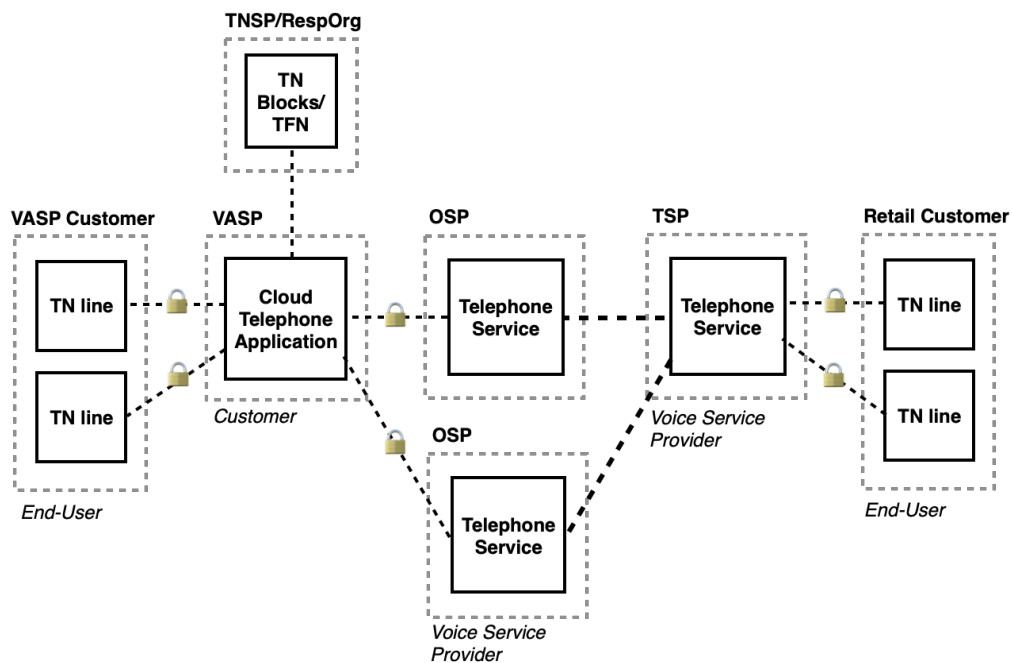 TNSP/RespOrg
TN
Blocks/
TFN
VASP Customer
VASP
OSP
TSP
Retail Customer
TN line
Cloud
Telephone
Application
Telephone
Service
Telephone
Service
TN line
TN line
TN line
Customer
Voice Service
Provider
OSP
End-User
End-User
Telephone
Service
Voice Service
Provider